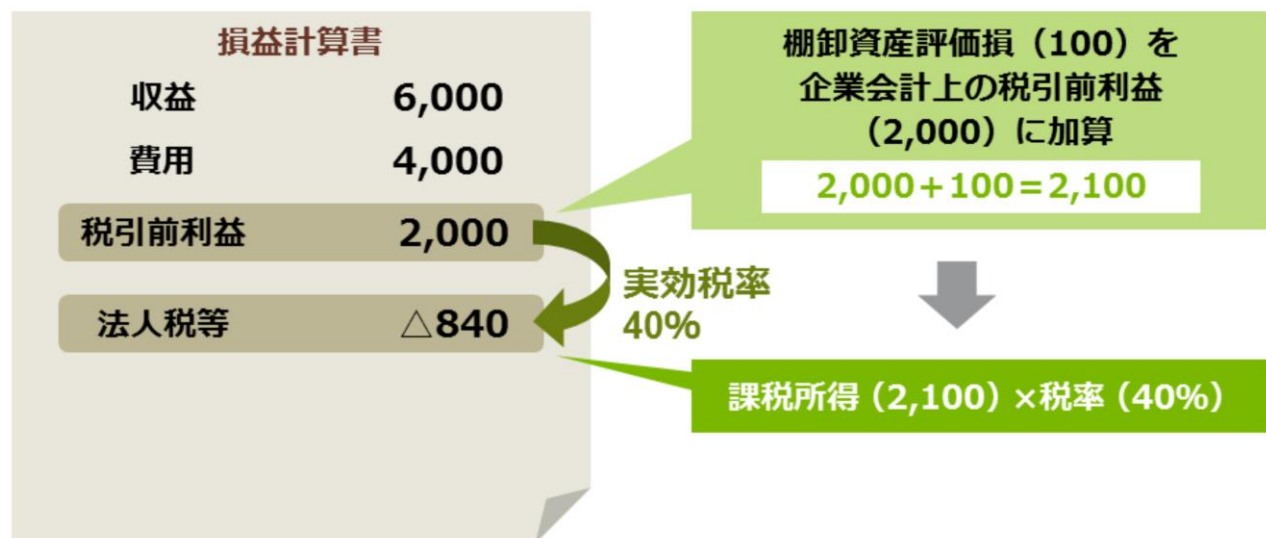 損益計算書
収益 6,000
費用 4,000
税引前利益 2,000
法人税等 △840
実効税率
40%
棚卸資産評価損（100）を
企業会計上の税引前利益
（2,000）に加算
2,000＋100＝2,100
課税所得（2,100）×税率（40%）